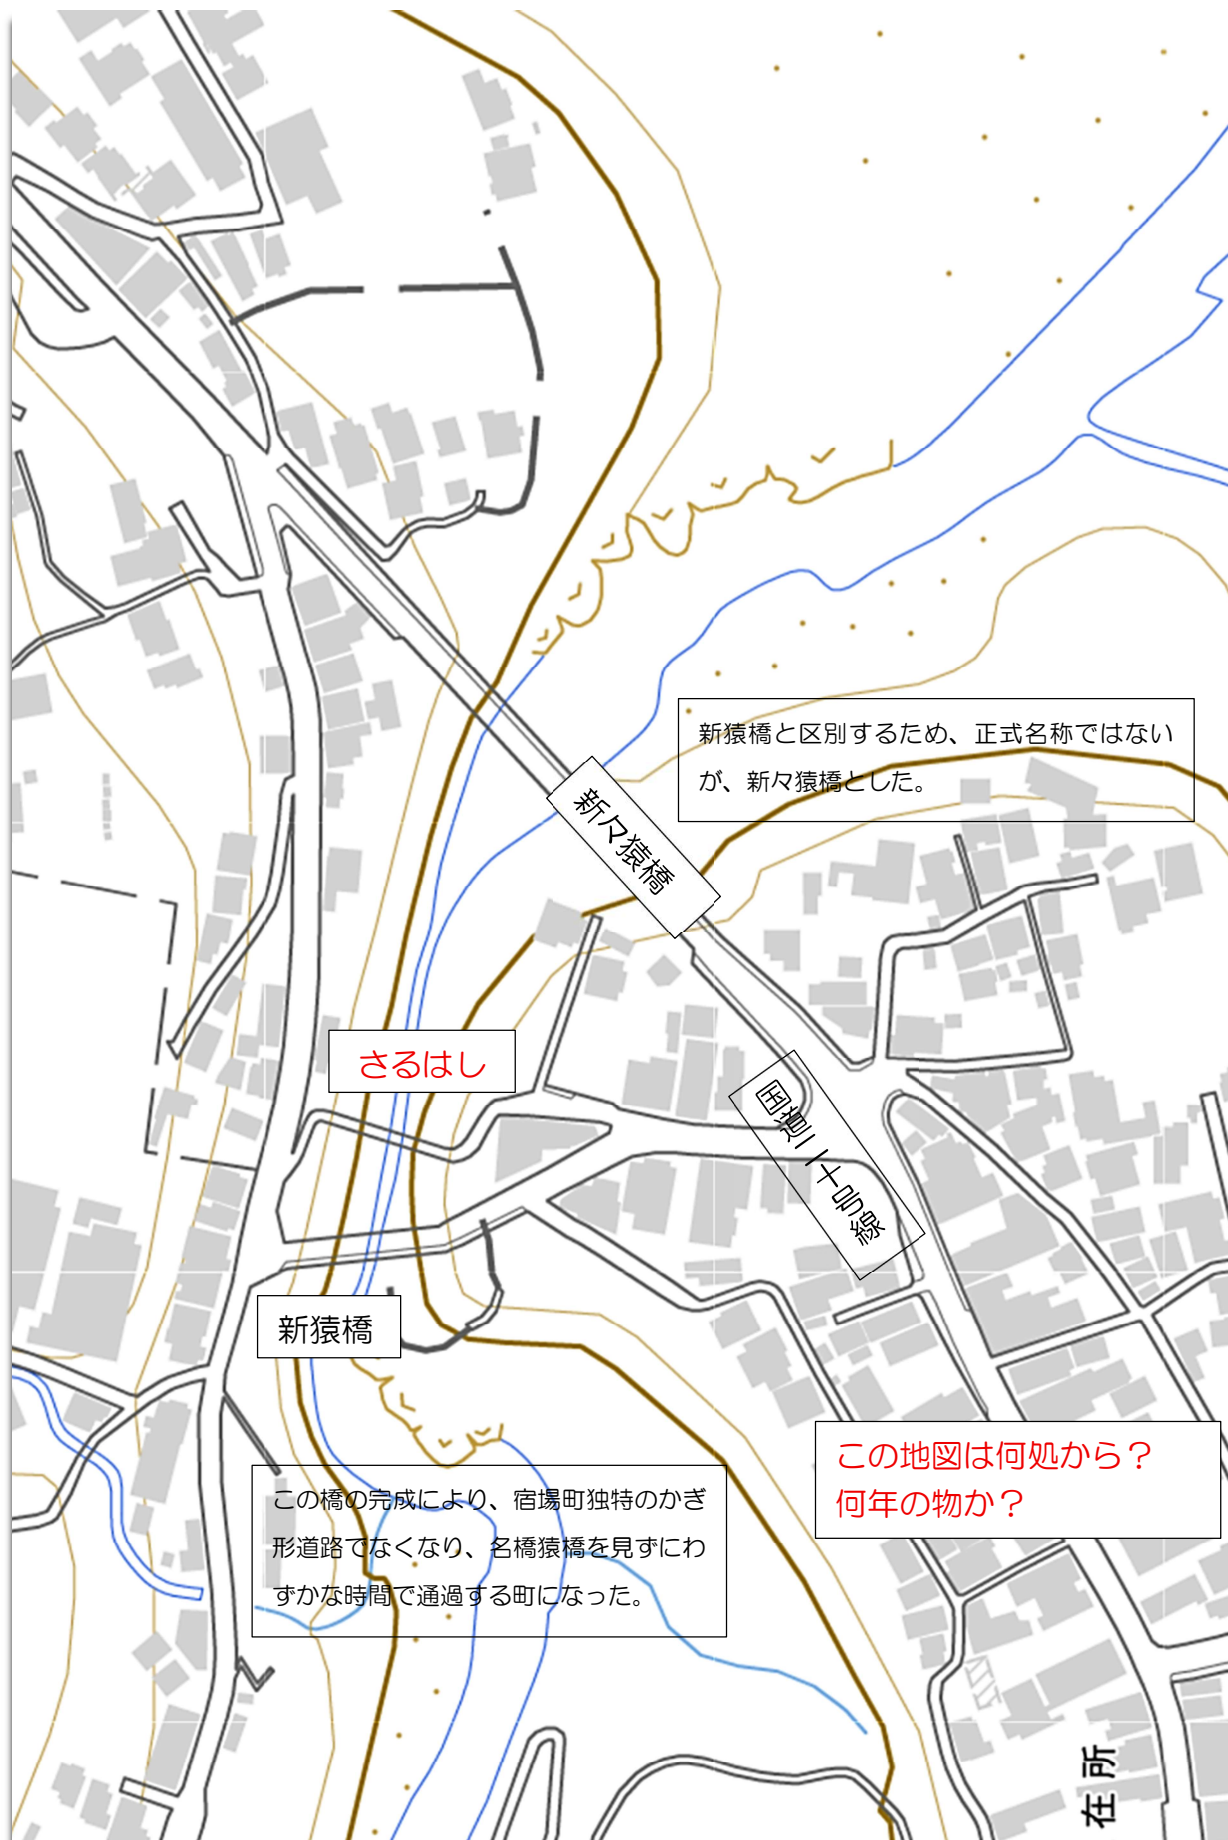 新猿橋と区別するため、正式名称ではない
が、新々猿橋とした。
新々猿橋
さるはし
国道二十号線
新猿橋
この地図は何処から？
何年の物か？
この橋の完成により、宿場町独特のかぎ
形道路でなくなり、名橋猿橋を見ずにわ
ずかな時間で通過する町になった。
在所